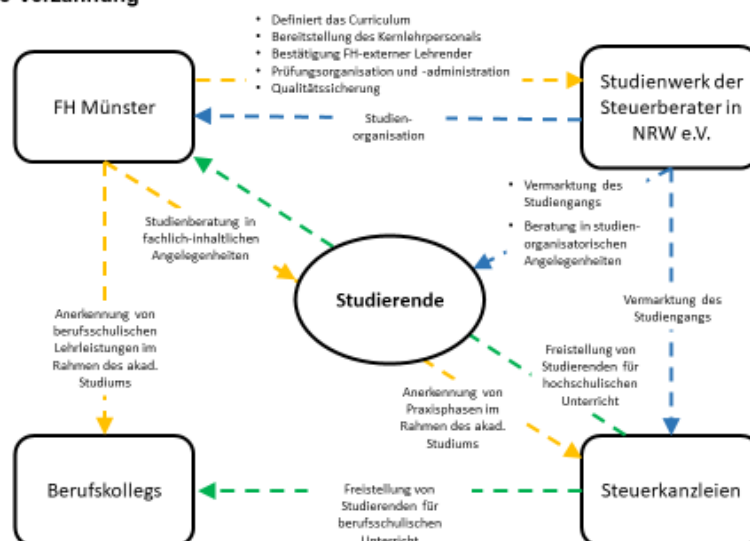 Verzahnung
• Definiert das Curriculum
• Bereitstellung des Kernlehrpersonals
• Bestätigung FH-externer Lehrender
• Prüfungsorganisation und -administration
• Qualitätssicherung
FH Münster
Studienwerk der
Steuerberater in
NRW e.V.
Studien-
organisation
• Vermarktung des
Studiengangs
• Beratung in studien-
organisatorischen
Angelegenheiten
Studienberatung in
fachlich-inhaltlichen
Angelegenheiten
Studierende
Vermarktung des
Studiengangs
Anerkennung von
berufsschulischen
Lehrleistungen im
Rahmen des akad.
Studiums
Freistellung von
Studierenden für
hochschulischen
Unterricht
Anerkennung von
Praxisphasen im
Rahmen des akad.
Studiums
Berufskollegs
Freistellung von
Studierenden für
berufsschulischen
Unterricht
Steuerkanzleien